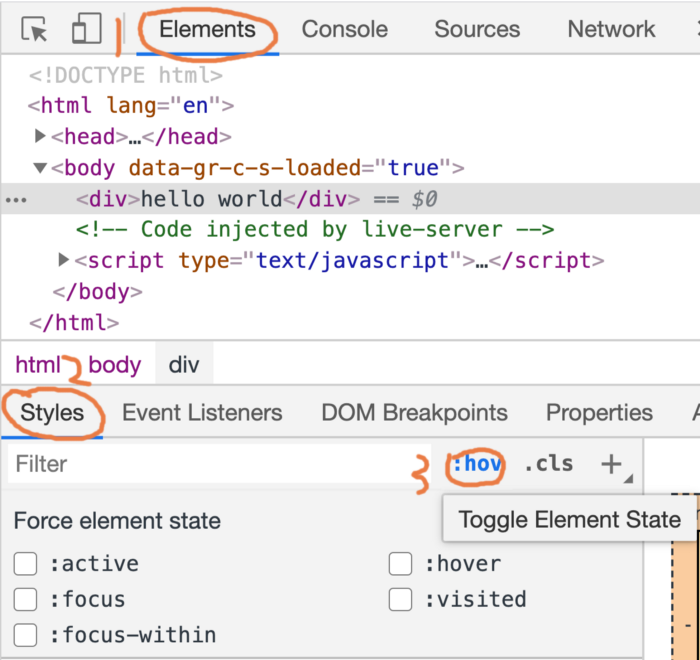 1 Elements Console Sources Network
<!DOCTYPE html>
<html lang="en">
▶<head>…</head>
▼<body data-gr-c-s-loaded="true">
<div>hello world</div> == $0
<!-- Code injected by live-server -->
▶<script type="text/javascript">…</script>
</body>
</html>
html 2 body div
Styles Event Listeners DOM Breakpoints Properties
Filter 3 :hov .cls +
Toggle Element State
Force element state
:active :hover
:focus :visited
:focus-within